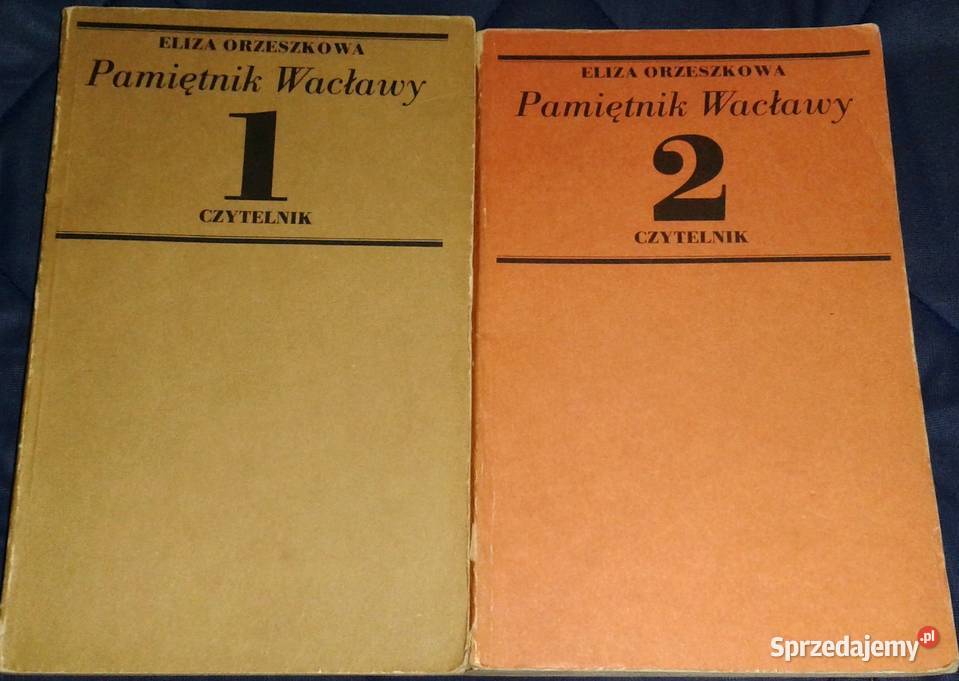 ELIZA ORZESZKOWA
Pamiętnik Wacławy
1
CZYTELNIK
ELIZA ORZESZKOWA
Pamiętnik Wacławy
2
CZYTELNIK
Sprzedajemy.pl